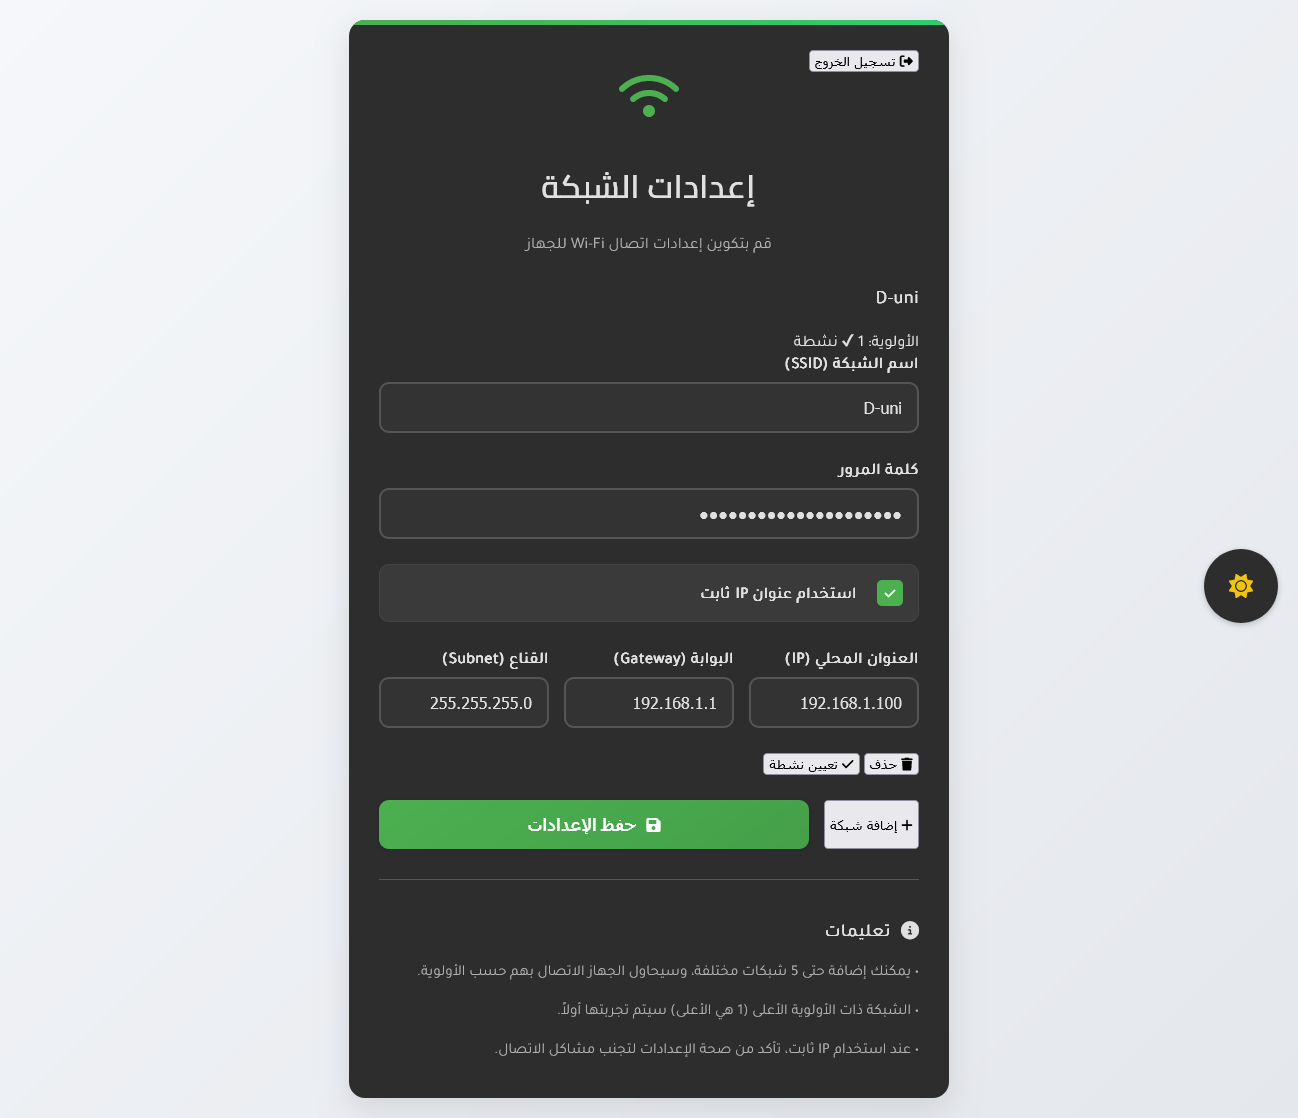 تسجيل الخروج
إعدادات الشبكة
قم بتكوين إعدادات اتصال Wi-Fi للجهاز
D-uni
الأولوية: 1 ✓ نشطة
اسم الشبكة (SSID)
D-uni
كلمة المرور
•••••••••••••••••••••
استخدام عنوان IP ثابت
العنوان المحلي (IP)
192.168.1.100
البوابة (Gateway)
192.168.1.1
القناع (Subnet)
255.255.255.0
حذف
تعيين نشطة
إضافة شبكة
حفظ الإعدادات
تعليمات
• يمكنك إضافة حتى 5 شبكات مختلفة، وسيحاول الجهاز الاتصال بهم حسب الأولوية.
• الشبكة ذات الأولوية الأعلى (1 هي الأعلى) سيتم تجربتها أولاً.
• عند استخدام IP ثابت، تأكد من صحة الإعدادات لتجنب مشاكل الاتصال.